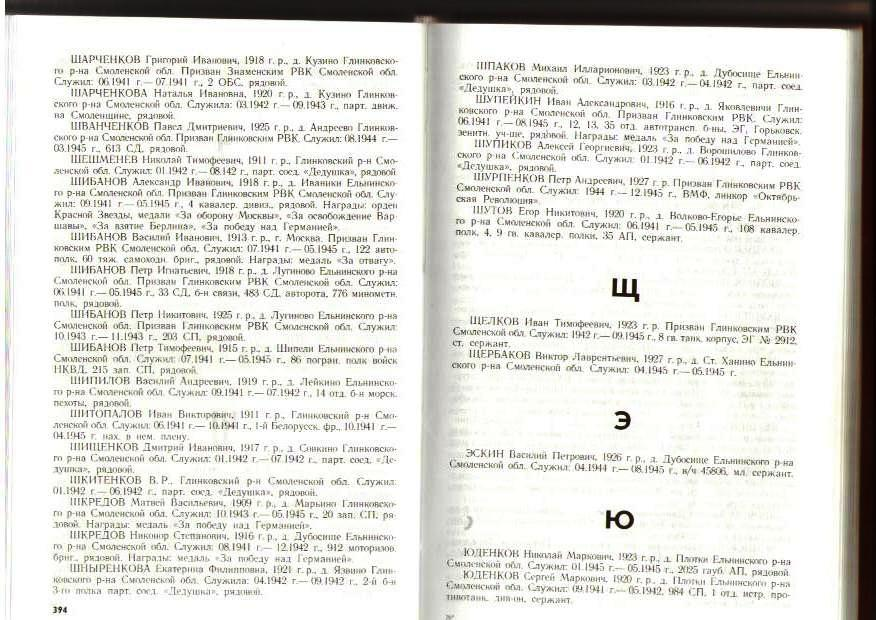 ШАРЧЕНКОВ Григорий Иванович, 1918 г. р., д. Кузино Глинковско-
го р-на Смоленской обл. Призван Знаменским РВК Смоленской обл.
Служил: 06.1941 г.— 07.1941 г., 2 ОБС, рядовой.
ШАРЧЕНКОВА Наталья Ивановна, 1920 г. р., д. Кузино Глинков-
ского р-на Смоленской обл. Служила: 03.1942 г.— 09.1943 г., парт. движ.
на Смоленщине, рядовой.
ШВАНЧЕНКОВ Павел Дмитриевич, 1925 г. р., д. Андреево Глинков-
ского р-на Смоленской обл. Призван Глинковским РВК. Служил: 08.1944 г.—
03.1945 г., 613 СД, рядовой.
ШЕШМЕНЕВ Николай Тимофеевич, 1911 г. р., Глинковский р-н Смо-
ленской обл. Служил: 01.1942 г.— 08.142 г., парт. соед. «Дедушка», рядовой
ШИБАНОВ Александр Иванович, 1918 г. р., д. Иваники Ельнинско-
го р-на Смоленской обл. Призван Глинковским РВК Смоленской обл. Слу-
жил: 09.1941 г.— 05.1945 г., 4 кавалер. дивиз., рядовой. Награды: орден
Красной Звезды, медали «За оборону Москвы», «За освобождение Вар-
шавы», «За взятие Берлина», «За победу над Германией».
ШИБАНОВ Василий Иванович, 1913 г. р., г. Москва. Призван Глин-
ковским РВК Смоленской обл. Служил: 07.1941 г.— 05.1945 г., 122 авто-
полк, 60 тяж. самоходн. бриг., рядовой. Награды: медаль «За отвагу».
ШИБАНОВ Петр Игнатьевич, 1918 г. р., д. Лугиново Ельнинского р-на
Смоленской обл. Призван Глинковским РВК Смоленской обл. Служил:
06.1941 г.— 05.1945 г., 33 СД, б-н связи, 483 СД, авторота, 776 минометн.
полк, рядовой.
ШИБАНОВ Петр Никитович, 1925 г. р., д. Лугиново Ельнинского р-на
Смоленской обл. Призван Глинковским РВК Смоленской обл. Служил:
10.1943 г.— 11.1943 г., 203 СП, рядовой.
ШИБАНОВ Петр Тимофеевич, 1915 г. р., д. Шипели Ельнинского р-на
Смоленской обл. Служил: 07.1941 г.— 05.1945 г., 86 погран. полк войск
НКВД, 215 зап. СП, рядовой.
ШИПИЛОВ Василий Андреевич, 1919 г. р., д. Лейкино Ельнинско-
го р-на Смоленской обл. Служил: 09.1941 г.— 07.1942 г., 14 отд. б-н морск.
пехоты, рядовой.
ШИТОПАЛОВ Иван Викторович, 1911 г. р., Глинковский р-н Смо-
ленской обл. Служил: 06.1941 г.— 10.1941 г., 1-й Белорусск. фр., 10.1941 г.—
04.1945 г. нах. в нем. плену.
ШИЩЕНКОВ Дмитрий Иванович, 1917 г. р., д. Совкино Глинковско-
го р-на Смоленской обл. Служил: 01.1942 г.— 07.1942 г., парт. соед. «Де-
душка», рядовой.
ШКИТЕНКОВ В. Р., Глинковский р-н Смоленской обл. Служил:
01.1942 г.— 06.1942 г., парт. соед. «Дедушка», рядовой.
ШКРЕДОВ Матвей Васильевич, 1909 г. р., д. Марьино Глинковско-
го р-на Смоленской обл. Служил: 10.1943 г.— 05.1945 г., 20 зап. СП, ря-
довой. Награды: медаль «За победу над Германией».
ШКРЕДОВ Никонор Степанович, 1916 г. р., д. Матвеево Ельнинско-
го р-на Смоленской обл. Служил: 08.1941 г.— 12.1942 г., 912 моторизов.
бриг., рядовой. Награды: медаль «За победу над Германией».
ШНЫРЕНКОВА Екатерина Филипповна, 1921 г. р., д. Язвино Глин-
ковского р-на Смоленской обл. Служила: 04.1942 г.— 09.1942 г., 2-й б-н
3-го полка парт. соед. «Дедушка», рядовой.
394
ШПАКОВ Михаил Илларионович, 1923 г. р., д. Дубосище Ельнин-
ского р-на Смоленской обл. Служил: 03.1942 г.— 04.1942 г., парт. соед.
«Дедушка», рядовой.
ШУПЕЙКИН Иван Александрович, 1916 г. р., д. Яковлевичи Глин-
ковского р-на Смоленской обл. Призван Глинковским РВК. Служил:
06.1941 г.— 08.1945 г., 12, 13, 35 отд. автотрансп. б-ны, ЭГ, Горьковск.
зенитн. уч-ще, рядовой. Награды: медаль «За победу над Германией».
ШУПИКОВ Алексей Георгиевич, 1923 г. р., д. Ворошилово Глинков-
ского р-на Смоленской обл. Служил: 01.1942 г.— 06.1942 г., парт. соед.
«Дедушка», рядовой.
ШУРПЕНКОВ Петр Андреевич, 1927 г. р. Призван Глинковским РВК
Смоленской обл. Служил: 1944 г.— 12.1945 г., ВМФ, линкор «Октябрь-
ская Революция».
ШУТОВ Егор Никитович, 1920 г. р., д. Волково-Егорье Ельнинско-
го р-на Смоленской обл. Служил: 06.1941 г.— 05.1945 г., 108 кавалер.
полк, 4, 9 гв. кавалер. полки, 35 АП, сержант.
Щ
ЩЕЛКОВ Иван Тимофеевич, 1923 г. р. Призван Глинковским РВК
Смоленской обл. Служил: 1942 г.— 09.1945 г., 8 гв. танк. корпус, ЭГ № 2912,
ст. сержант.
ЩЕРБАКОВ Виктор Лаврентьевич, 1927 г. р., д. Ст. Ханино Ельнин-
ского р-на Смоленской обл. Служил: 04.1945 г.— 05.1945 г.
Э
ЭСКИН Василий Петрович, 1926 г. р., д. Дубосище Ельнинского р-на
Смоленской обл. Служил: 04.1944 г.— 08.1945 г., в/ч 45806, мл. сержант.
Ю
ЮДЕНКОВ Николай Маркович, 1923 г. р., д. Плотки Ельнинского р-на
Смоленской обл. Служил: 01.1945 г.— 05.1945 г., 2025 гауб. АП, рядовой.
ЮДЕНКОВ Сергей Маркович, 1920 г. р., д. Плотки Ельнинского р-на
Смоленской обл. Служил: 09.1941 г.— 05.1942, 984 СП, 1 отд. истр. про-
тивотанк. див-он, сержант.